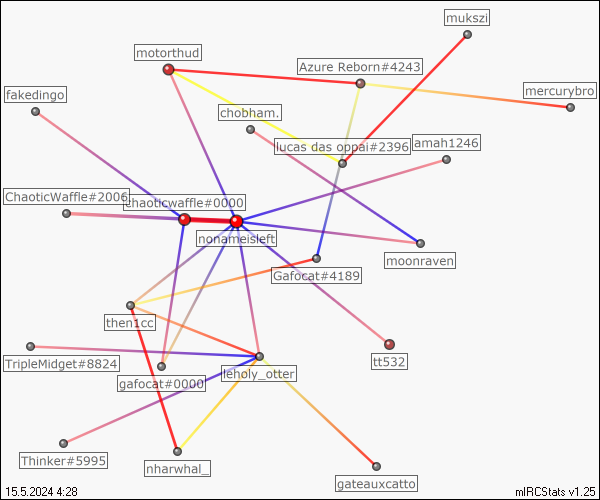 mukszi
motorthud
Azure Reborn#4243
fakedingo
mercurybro
chobham.
lucas das oppai#2396
amah1246
ChaoticWaffle#2006
chaoticwaffle#0000
nonameisleft
moonraven
Gafocat#4189
then1cc
TripleMidget#8824
tt532
leholy_otter
gafocat#0000
Thinker#5995
nharwhal_
gateauxcatto
15.5.2024 4:28
mIRCStats v1.25